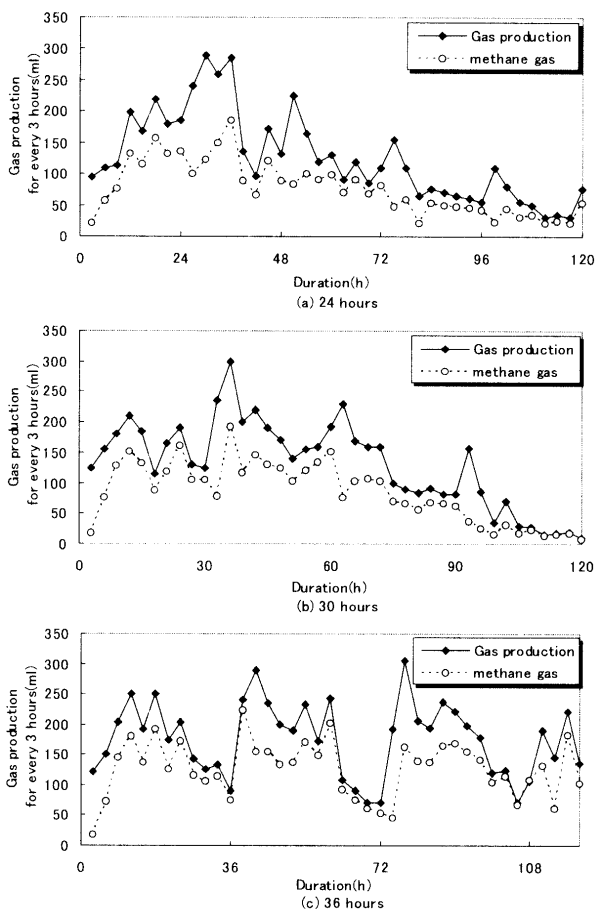 Gas production
for every 3 hours(ml)
350
300
250
200
150
100
50
0
Gas production
methane gas
0 24 48 72 96 120
Duration(h)
(a) 24 hours
Gas production
for every 3 hours(ml)
350
300
250
200
150
100
50
0
Gas production
methane gas
0 30 60 90 120
Duration(h)
(b) 30 hours
Gas production
for every 3 hours(ml)
350
300
250
200
150
100
50
0
Gas production
methane gas
0 36 72 108
Duration(h)
(c) 36 hours